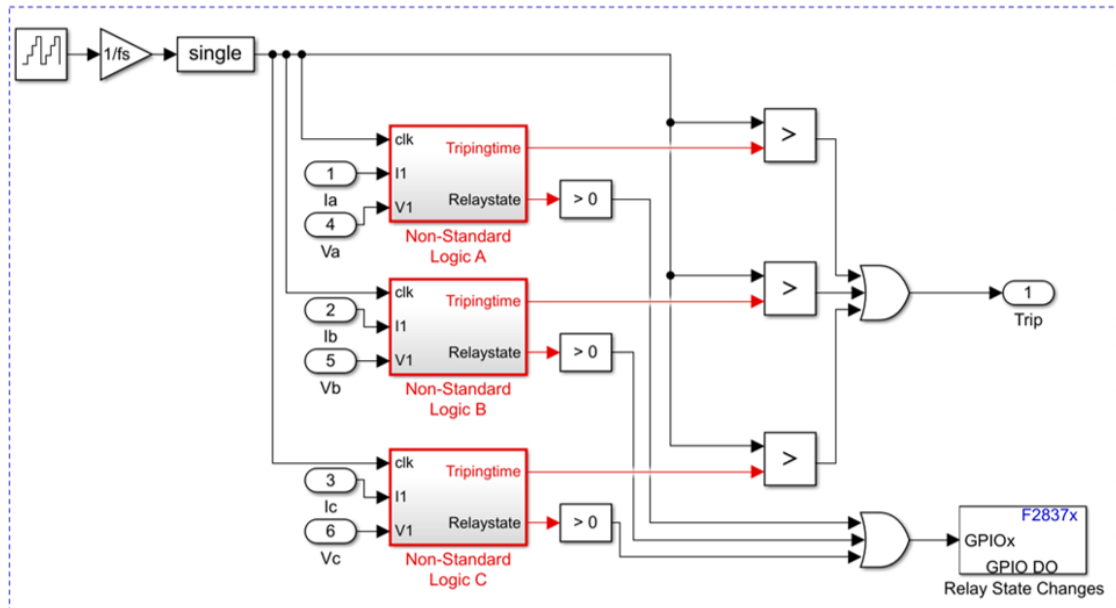 1/fs
single
clk
Tripingtime
>
1
I1
Ia
Relaystate
> 0
4
V1
Va
Non-Standard
Logic A
clk
Tripingtime
>
1
2
I1
Trip
Ib
Relaystate
> 0
5
V1
Vb
Non-Standard
Logic B
clk
Tripingtime
>
3
I1
Ic
Relaystate
> 0
F2837x
6
V1
GPIOx
Vc
Non-Standard
Logic C
GPIO DO
Relay State Changes